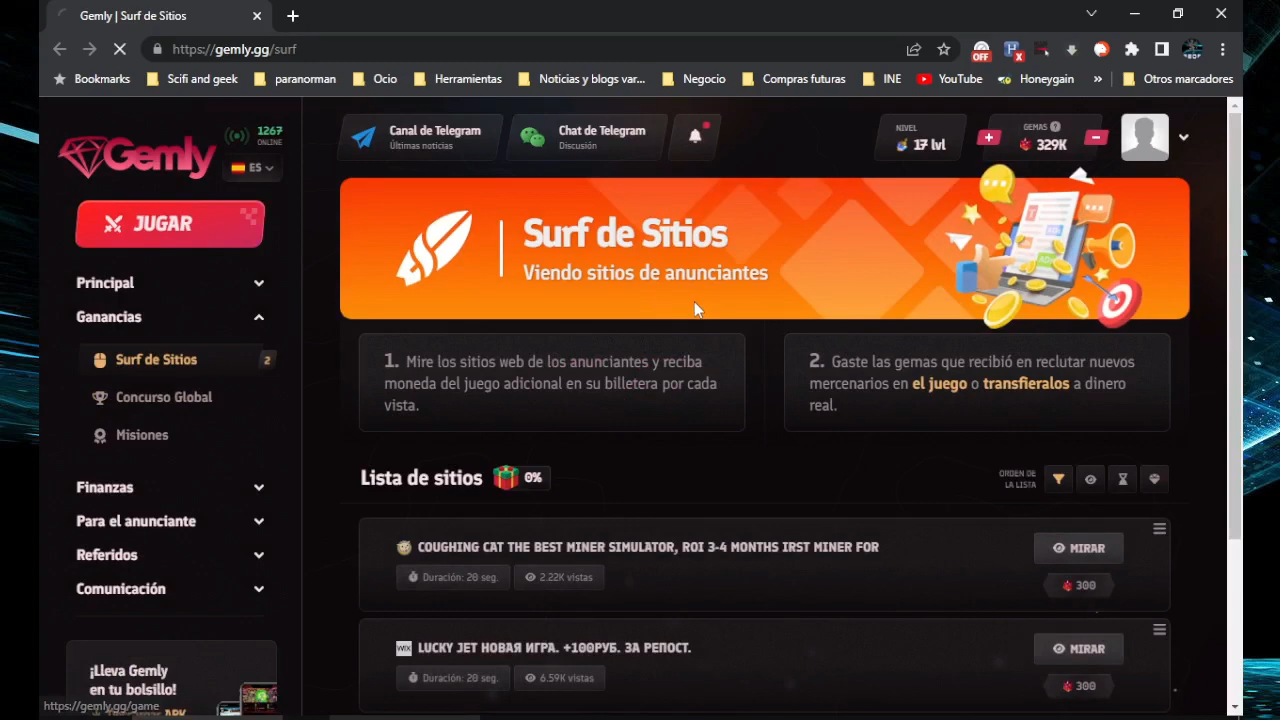 Gemly | Surf de Sitios
https://gemly.gg/surf
OFF
Bookmarks
Scifi and geek
paranorman
Ocio
Herramientas
Noticias y blogs var...
Negocio
Compras futuras
INE
YouTube
Honeygain
»
Otros marcadores
Gemly
1267
ONLINE
ES
JUGAR
Principal
Ganancias
Surf de Sitios
2
Concurso Global
Misiones
Finanzas
Para el anunciante
Referidos
Comunicación
¡Lleva Gemly
en tu bolsillo!
https://gemly.gg/game
Canal de Telegram
Últimas noticias
Chat de Telegram
Discusión
NIVEL
17 lvl
GEMAS
329K
Surf de Sitios
Viendo sitios de anunciantes
1. Mire los sitios web de los anunciantes y reciba
moneda del juego adicional en su billetera por cada
vista.
2. Gaste las gemas que recibió en reclutar nuevos
mercenarios en el juego o transfieralos a dinero
real.
Lista de sitios
0%
ORDEN DE
LA LISTA
COUGHING CAT THE BEST MINER SIMULATOR, ROI 3-4 MONTHS IRST MINER FOR
Duración: 20 seg.
2.22K vistas
MIRAR
300
LUCKY JET НОВАЯ ИГРА. +100РУБ. ЗА РЕПОСТ.
Duración: 20 seg.
6.59K vistas
MIRAR
300